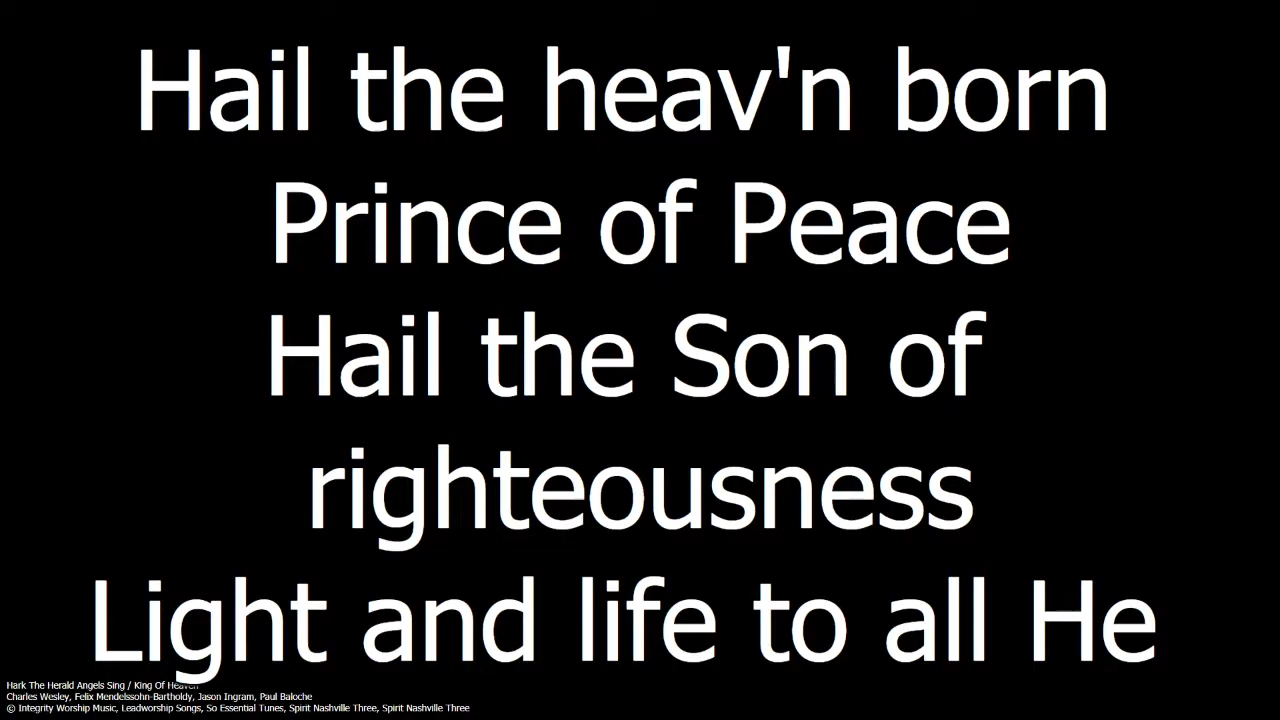 Hail the heav'n born
Prince of Peace
Hail the Son of
righteousness
Light and life to all He
Hark The Herald Angels Sing / King Of Heaven
Charles Wesley, Felix Mendelssohn-Bartholdy, Jason Ingram, Paul Baloche
© Integrity Worship Music, Leadworship Songs, So Essential Tunes, Spirit Nashville Three, Spirit Nashville Three